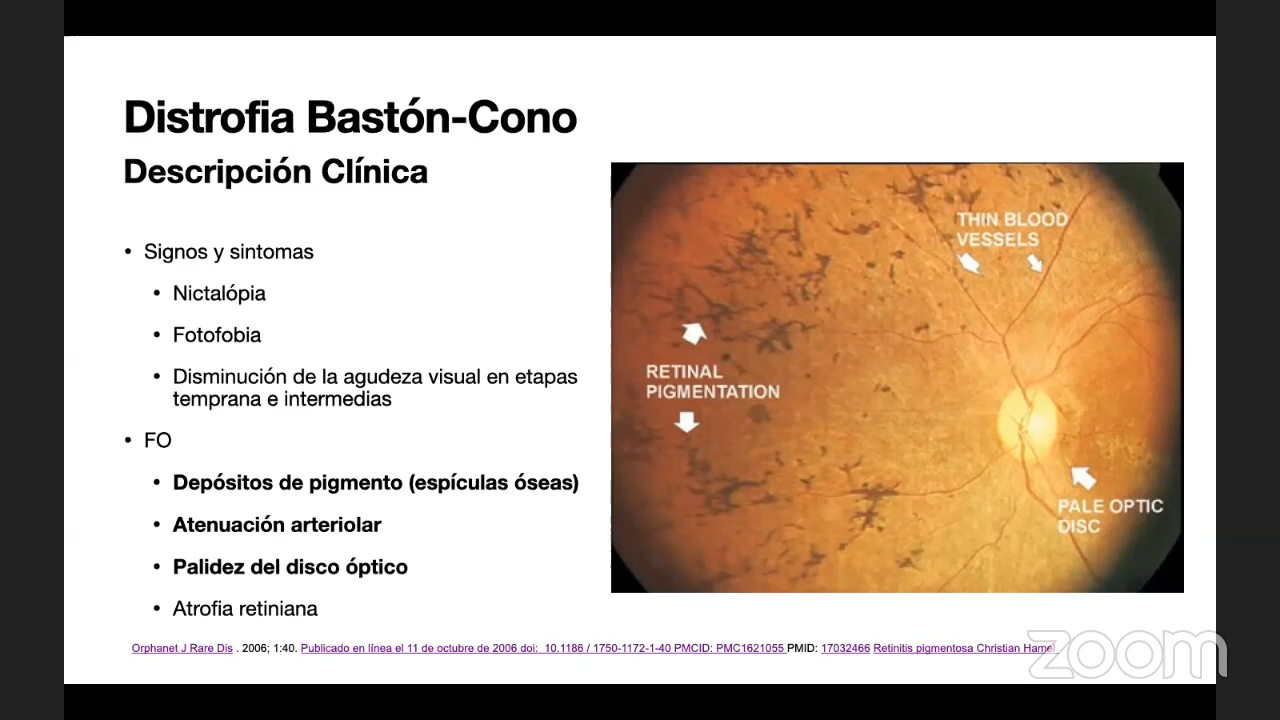 Distrofia Bastón-Cono
Descripción Clínica
• Signos y sintomas
• Nictalópia
• Fotofobia
• Disminución de la agudeza visual en etapas
temprana e intermedias
• FO
• Depósitos de pigmento (espículas óseas)
• Atenuación arteriolar
• Palidez del disco óptico
• Atrofia retiniana
THIN BLOOD
VESSELS
RETINAL
PIGMENTATION
PALE OPTIC
DISC
Orphanet J Rare Dis . 2006; 1:40. Publicado en línea el 11 de octubre de 2006 doi: 10.1186 / 1750-1172-1-40 PMCID: PMC1621055 PMID: 17032466 Retinitis pigmentosa Christian Hamel
zoom